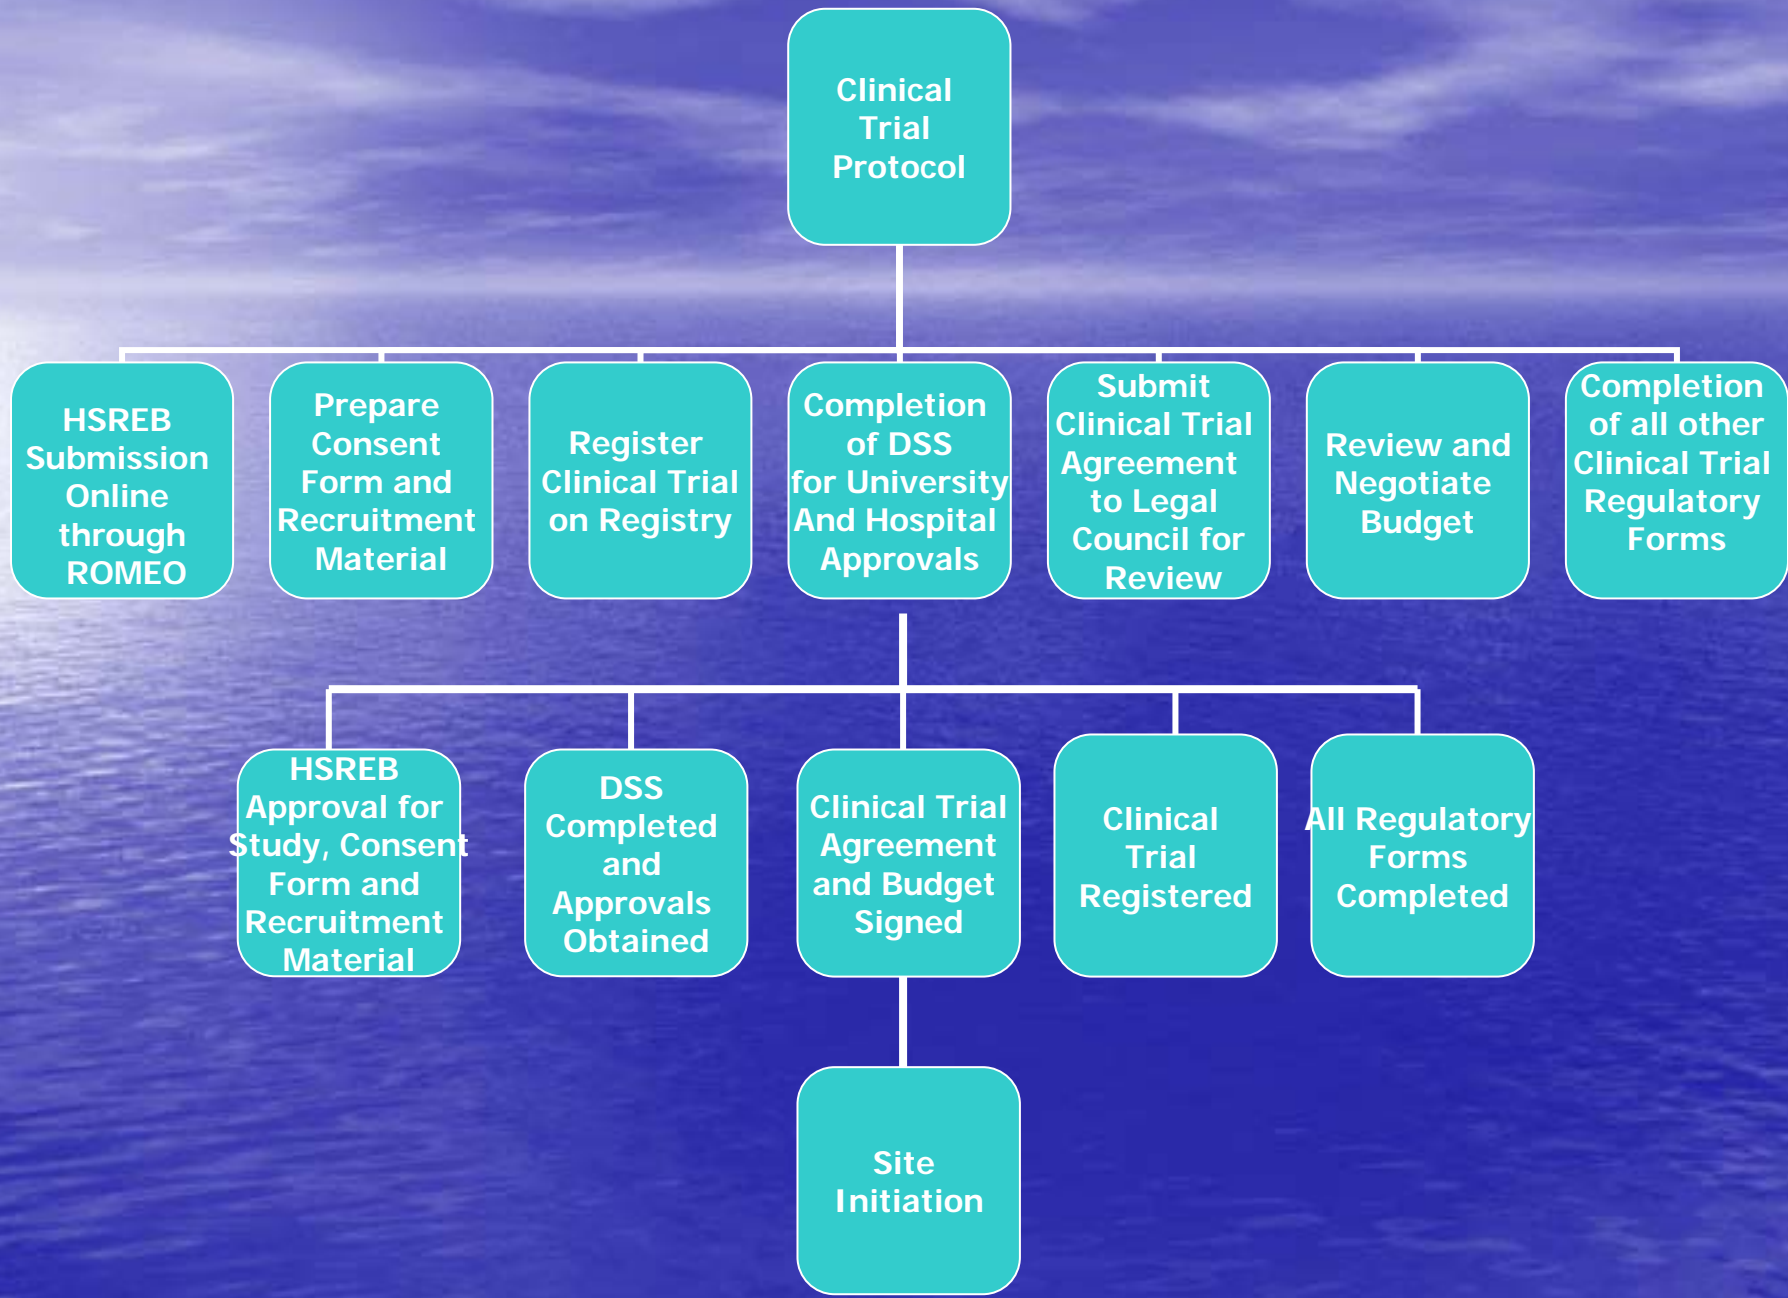 Clinical
Trial
Protocol
HSREB
Submission
Online
through
ROMEO
Prepare
Consent
Form and
Recruitment
Material
Register
Clinical Trial
on Registry
Completion
of DSS
for University
And Hospital
Approvals
Submit
Clinical Trial
Agreement
to Legal
Council for
Review
Review and
Negotiate
Budget
Completion
of all other
Clinical Trial
Regulatory
Forms
HSREB
Approval for
Study, Consent
Form and
Recruitment
Material
DSS
Completed
and
Approvals
Obtained
Clinical Trial
Agreement
and Budget
Signed
Clinical
Trial
Registered
All Regulatory
Forms
Completed
Site
Initiation